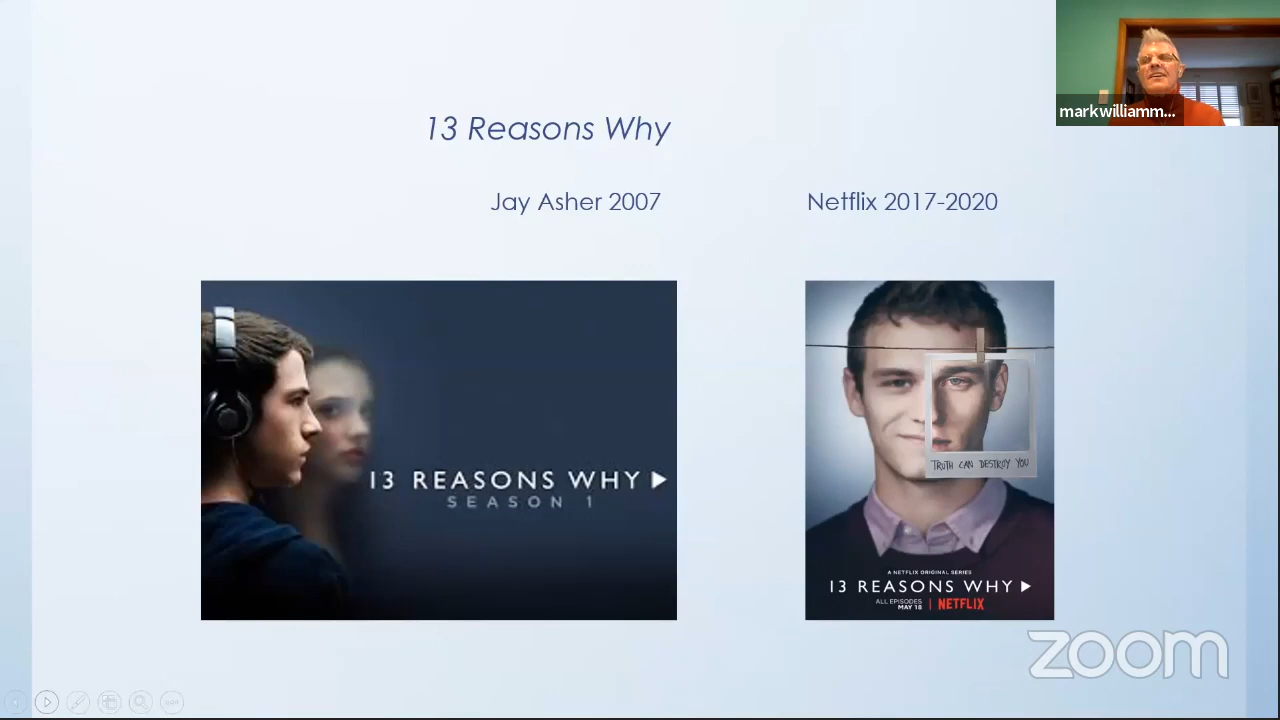 markwilliamm...
13 Reasons Why
Jay Asher 2007
Netflix 2017-2020
13 REASONS WHY
SEASON 1
TRUTH CAN DESTROY YOU
A NETFLIX ORIGINAL SERIES
13 REASONS WHY
ALL EPISODES
MAY 18
NETFLIX
zoom